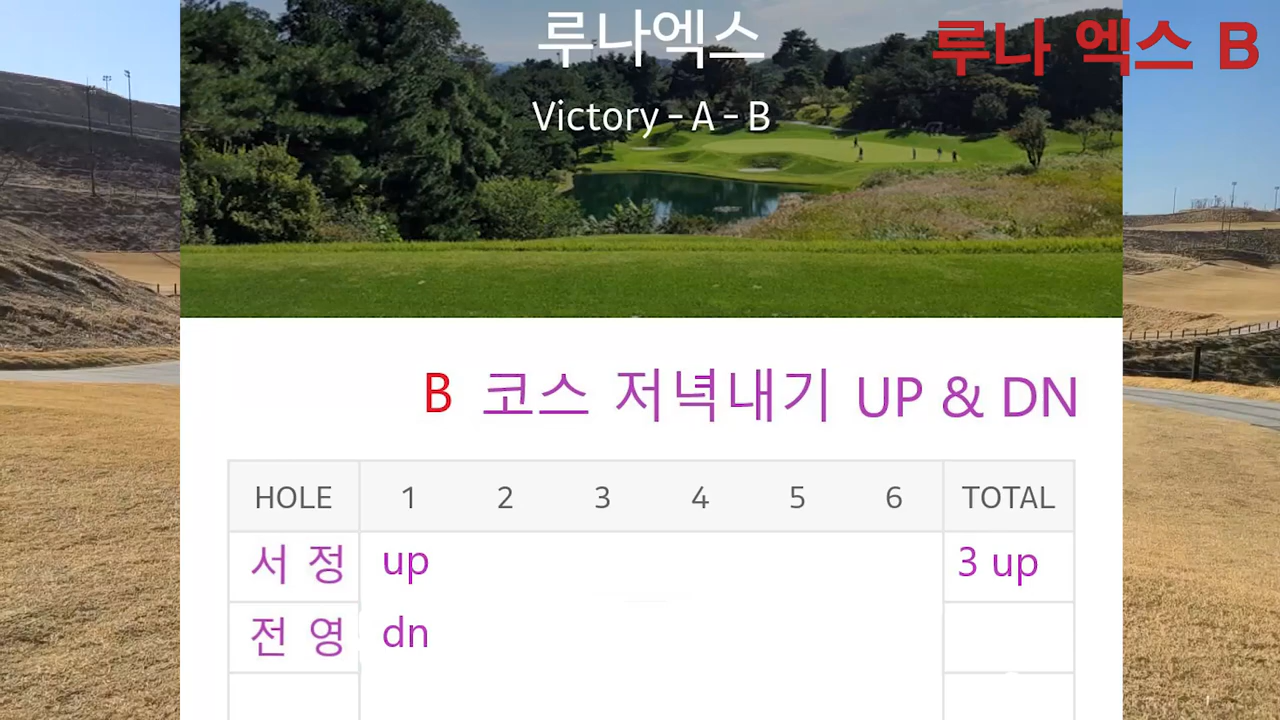 루나엑스
루나 엑스 B
Victory - A - B
B 코스 저녁내기 UP & DN
HOLE 1 2 3 4 5 6 TOTAL
서 정 up 3 up
전 영 dn